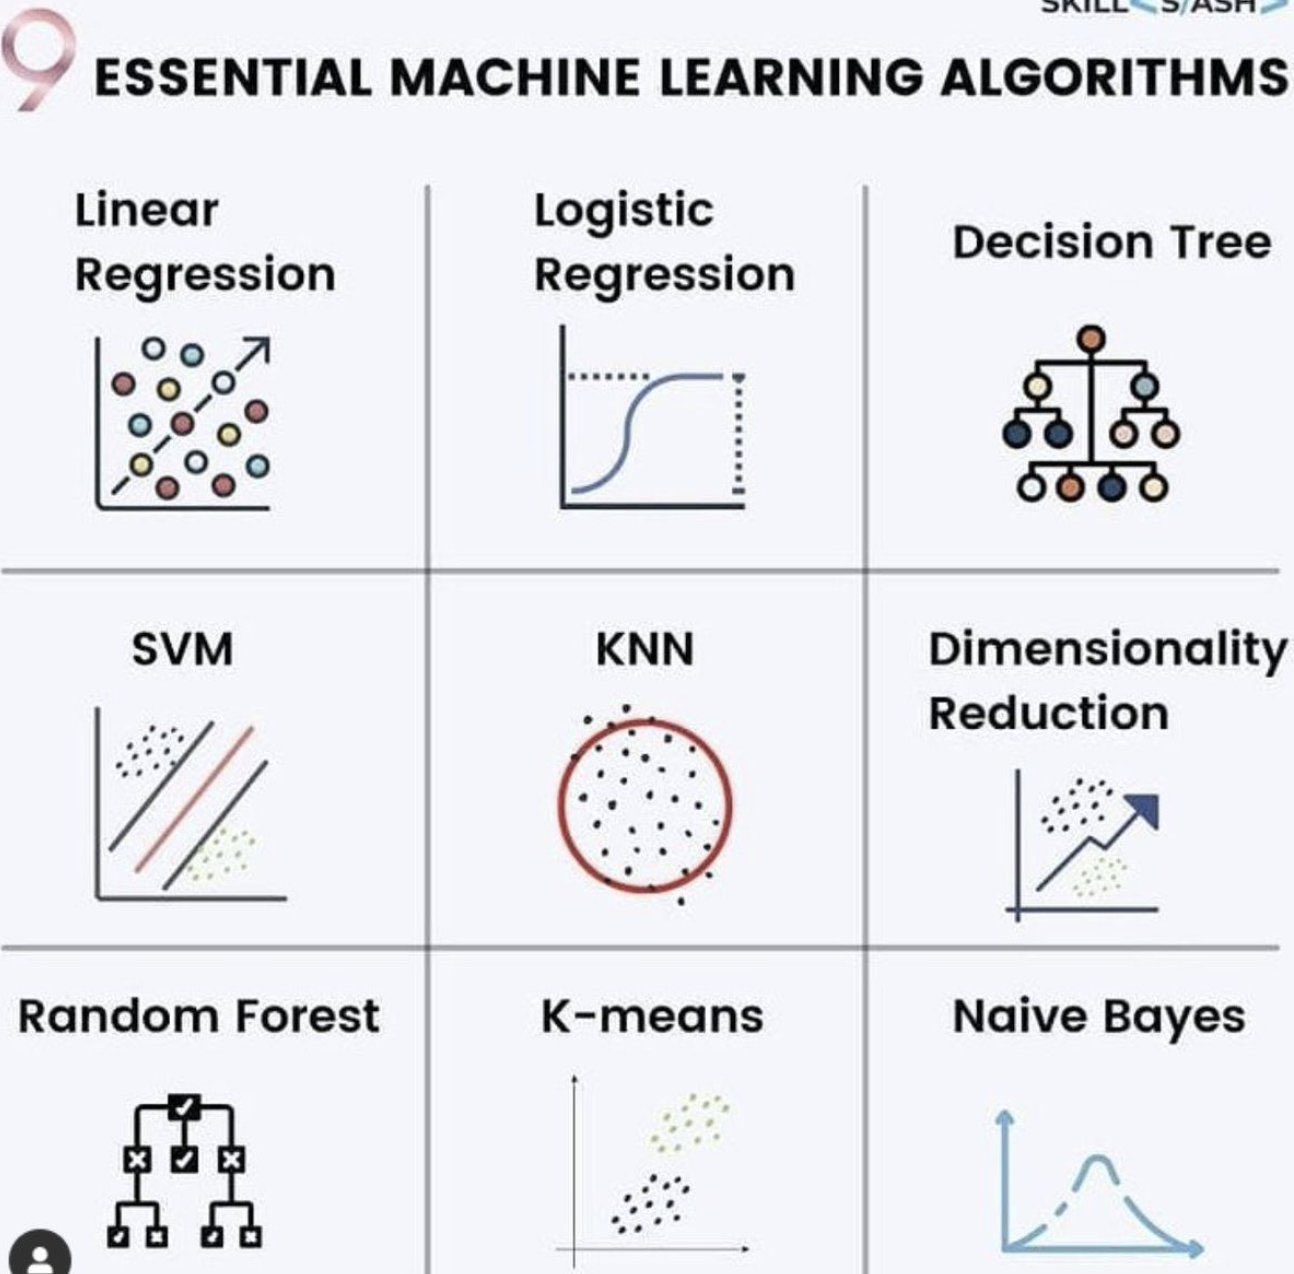 SKILL<S/ASH>
9 ESSENTIAL MACHINE LEARNING ALGORITHMS
Linear
Regression
Logistic
Regression
Decision Tree
SVM
KNN
Dimensionality
Reduction
Random Forest
K-means
Naive Bayes